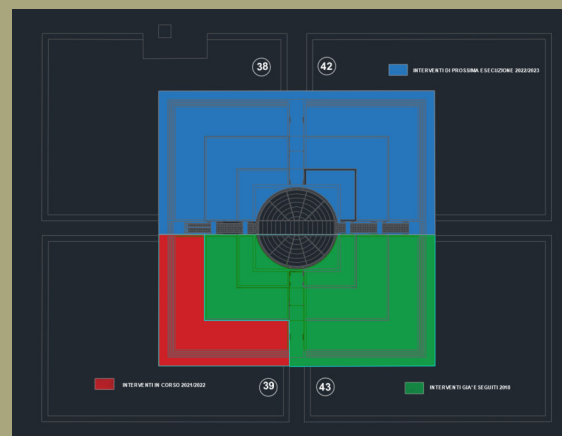 38
42
INTERVENTI DI PROSSIMA ESECUZIONE 2022/2023
INTERVENTI IN CORSO 2021/2022
39
43
INTERVENTI GIA' ESEGUITI 2018